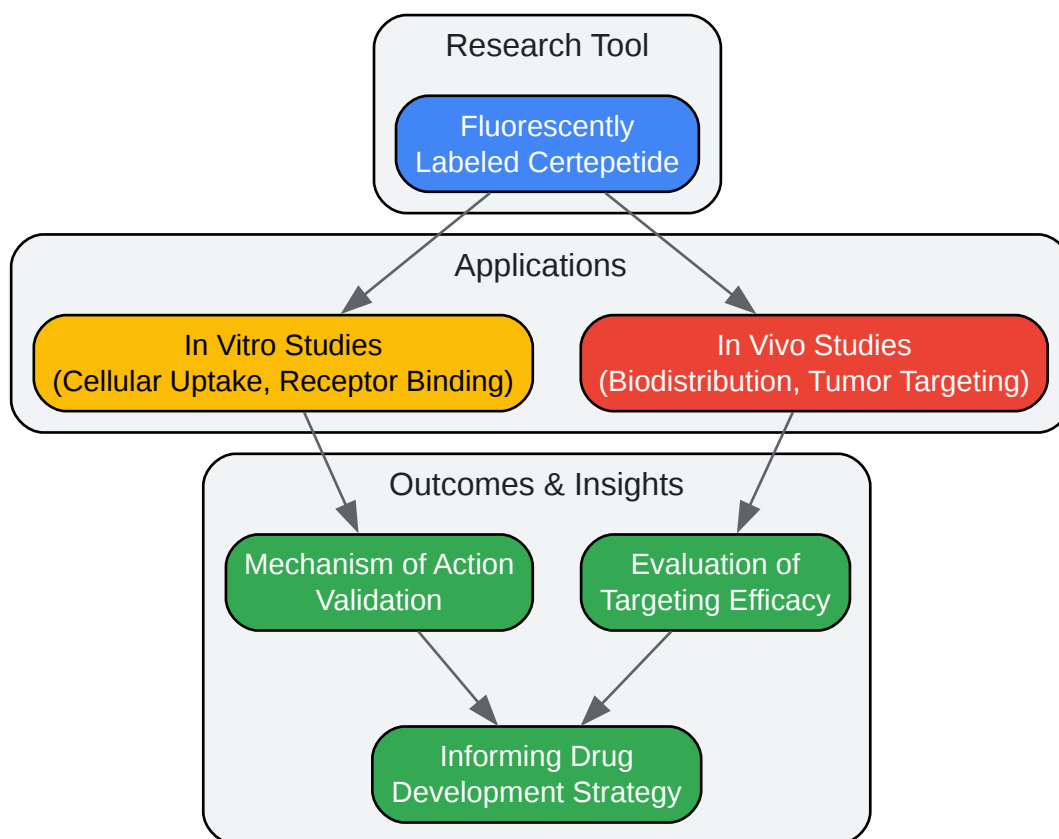 Research Tool
Fluorescently
Labeled Certepetide
Applications
In Vitro Studies
(Cellular Uptake, Receptor Binding)
In Vivo Studies
(Biodistribution, Tumor Targeting)
Outcomes & Insights
Mechanism of Action
Validation
Evaluation of
Targeting Efficacy
Informing Drug
Development Strategy